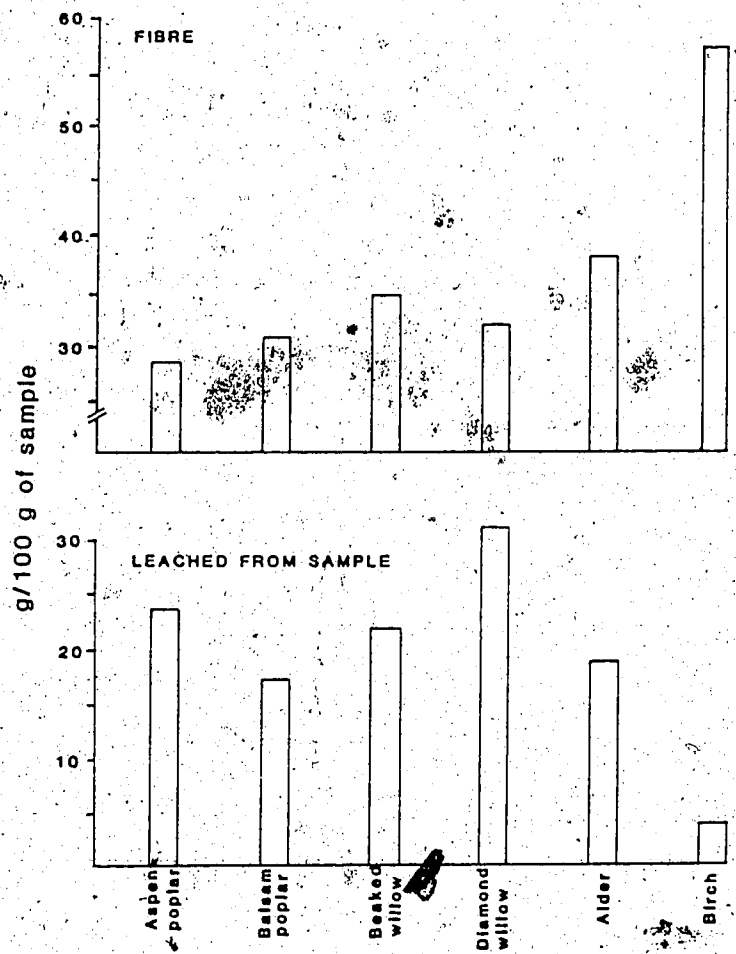 60
FIBRE
50
40
30
g/100 g of sample
30
LEACHED FROM SAMPLE
20
10
Aspen
poplar
Balsam
poplar
Beaked
willow
Diamond
willow
Alder
Birch